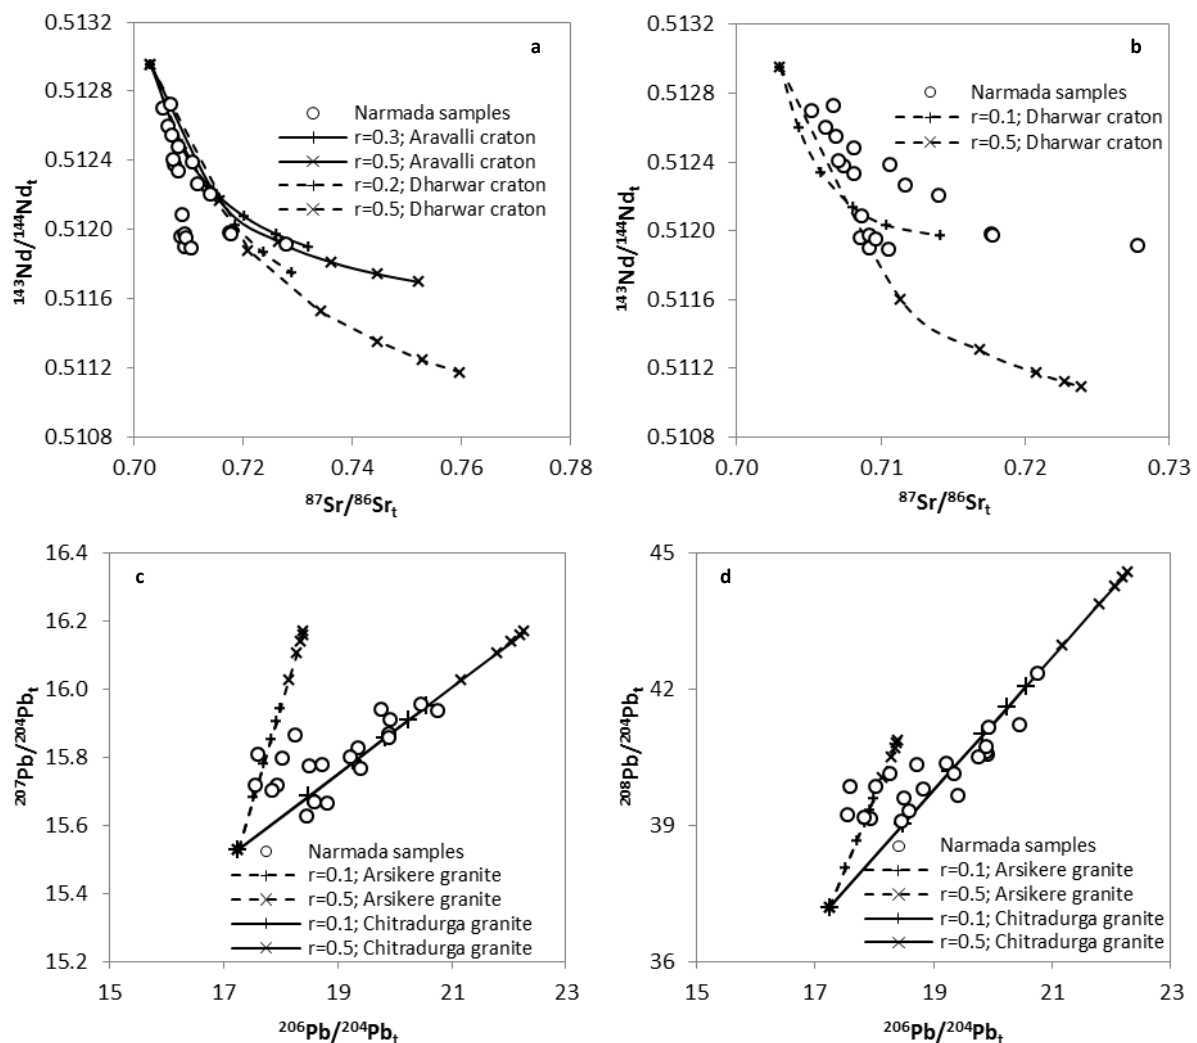 a
0.5132
0.5128
0.5124
0.5120
0.5116
0.5112
0.5108
¹⁴³Nd/¹⁴⁴Ndₜ
Narmada samples
r=0.3; Aravalli craton
r=0.5; Aravalli craton
r=0.2; Dharwar craton
r=0.5; Dharwar craton
0.70 0.72 0.74 0.76 0.78
⁸⁷Sr/⁸⁶Srₜ
b
0.5132
0.5128
0.5124
0.5120
0.5116
0.5112
0.5108
¹⁴³Nd/¹⁴⁴Ndₜ
Narmada samples
r=0.1; Dharwar craton
r=0.5; Dharwar craton
0.70 0.71 0.72 0.73
⁸⁷Sr/⁸⁶Srₜ
c
16.4
16.2
16.0
15.8
15.6
15.4
15.2
²⁰⁷Pb/²⁰⁴Pbₜ
Narmada samples
r=0.1; Arsikere granite
r=0.5; Arsikere granite
r=0.1; Chitradurga granite
r=0.5; Chitradurga granite
15 17 19 21 23
²⁰⁶Pb/²⁰⁴Pbₜ
d
45
42
39
36
²⁰⁸Pb/²⁰⁴Pbₜ
Narmada samples
r=0.1; Arsikere granite
r=0.5; Arsikere granite
r=0.1; Chitradurga granite
r=0.5; Chitradurga granite
15 17 19 21 23
²⁰⁶Pb/²⁰⁴Pbₜ